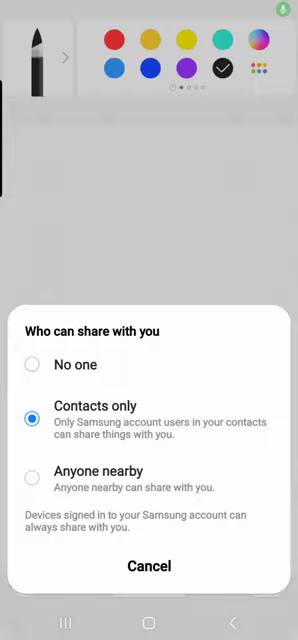 Who can share with you
No one
Contacts only
Only Samsung account users in your contacts
can share things with you.
Anyone nearby
Anyone nearby can share with you.
Devices signed in to your Samsung account can
always share with you.
Cancel